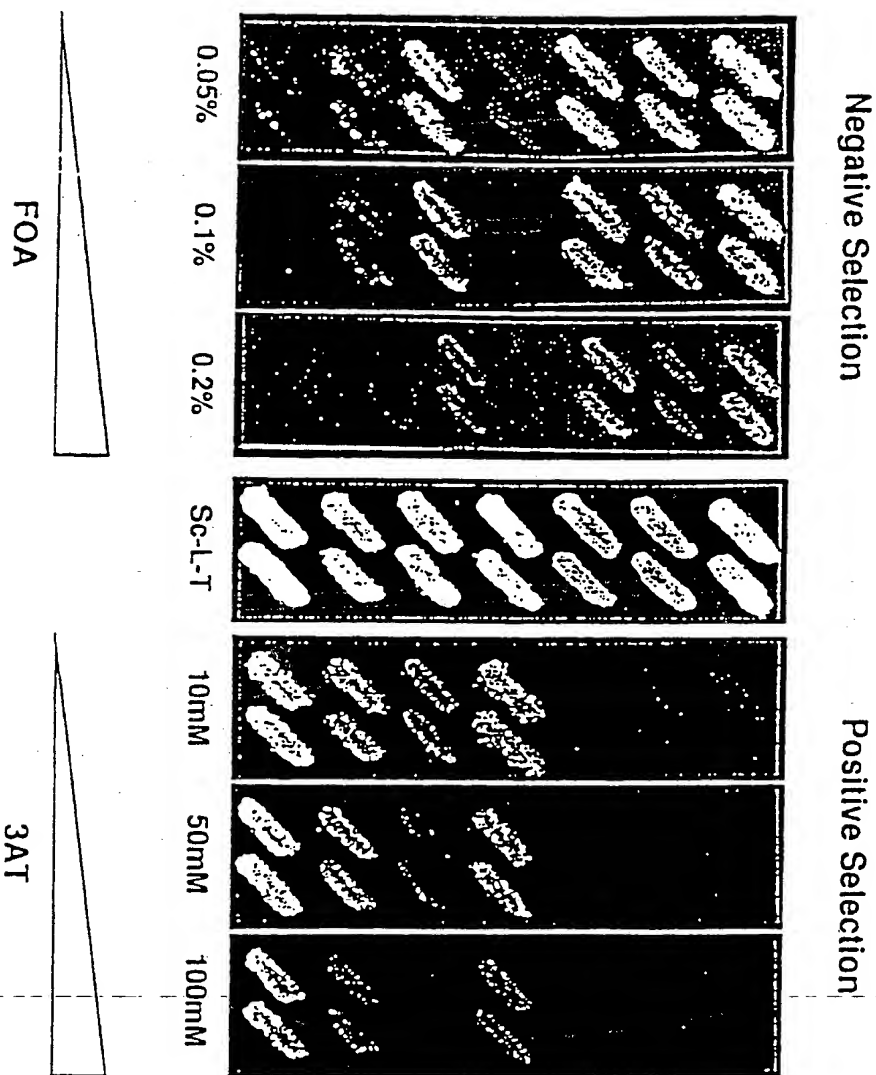 Negative Selection
Positive Selection
0.05%
0.1%
0.2%
Sc-L-T
10mM
50mM
100mM
FOA
3AT